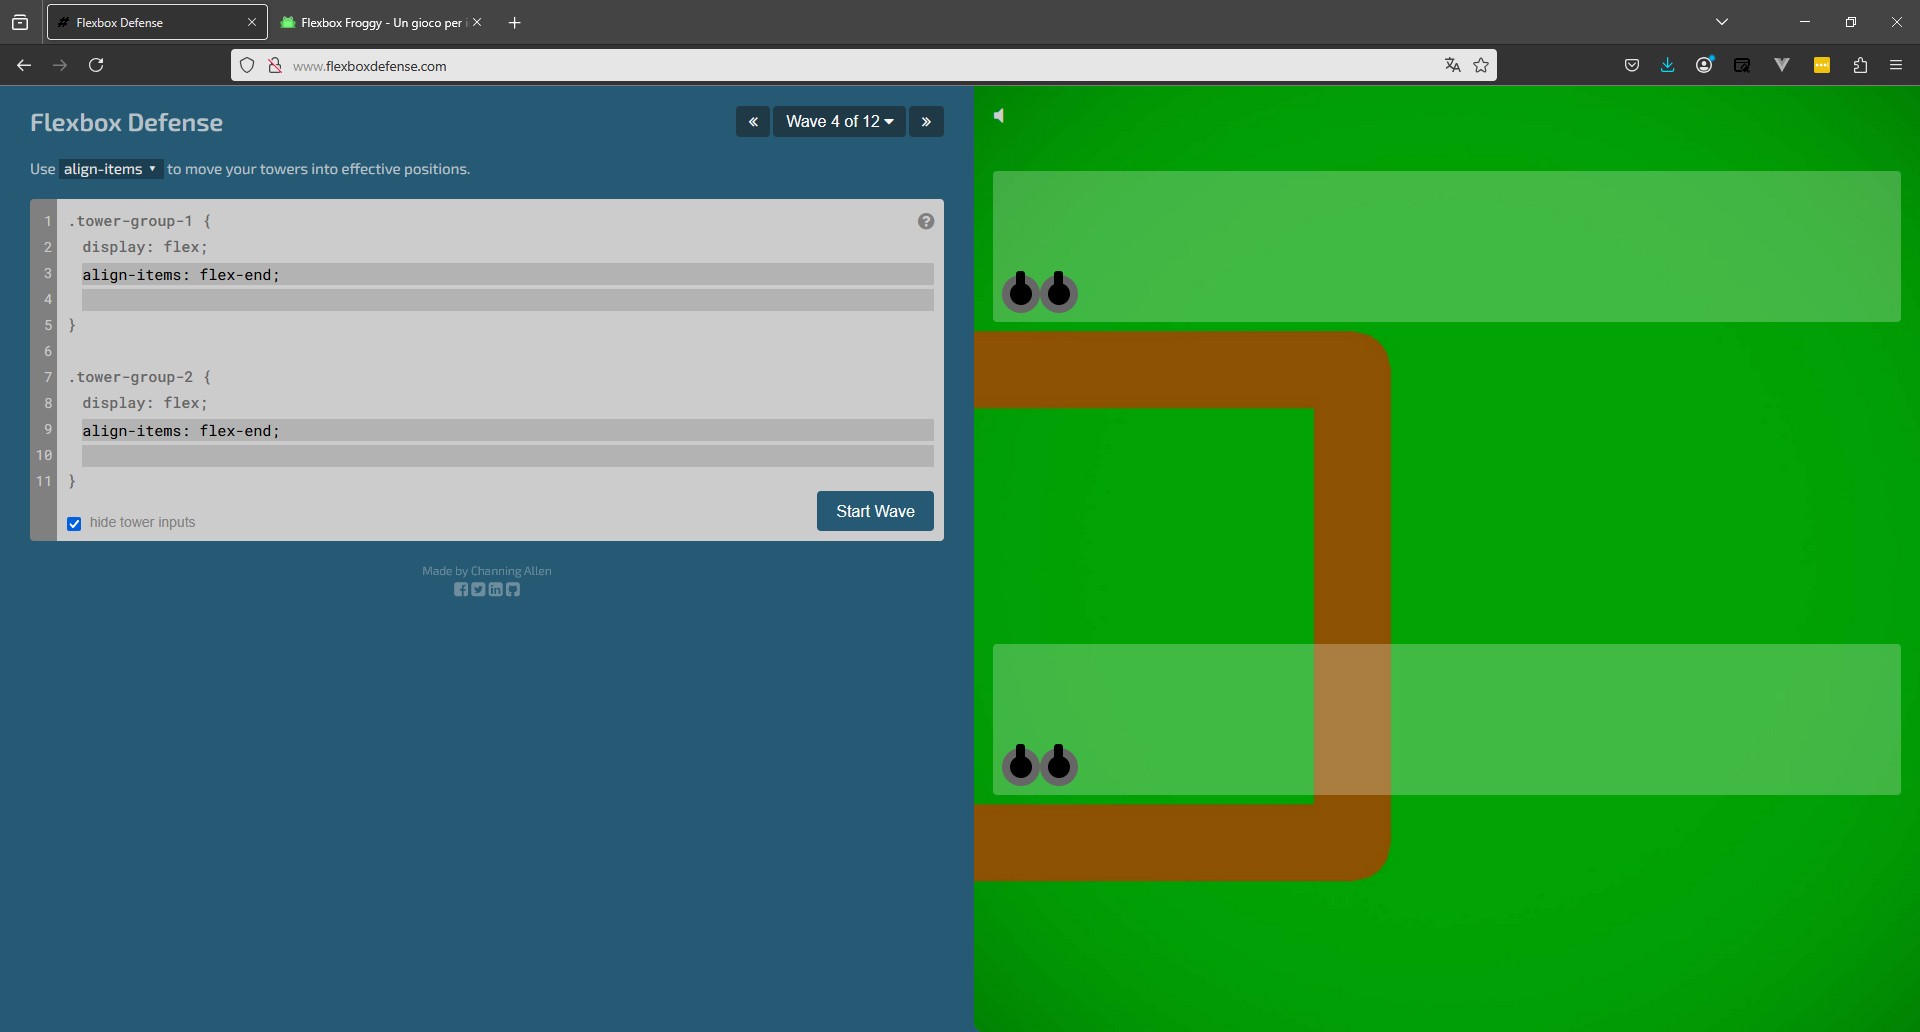 Flexbox Defense
Flexbox Froggy - Un gioco per i
www.flexboxdefense.com
Flexbox Defense
« Wave 4 of 12 »
Use align-items to move your towers into effective positions.
1 .tower-group-1 {
2 display: flex;
3 align-items: flex-end;
4
5 }
6
7 .tower-group-2 {
8 display: flex;
9 align-items: flex-end;
10
11 }
hide tower inputs
Start Wave
Made by Channing Allen